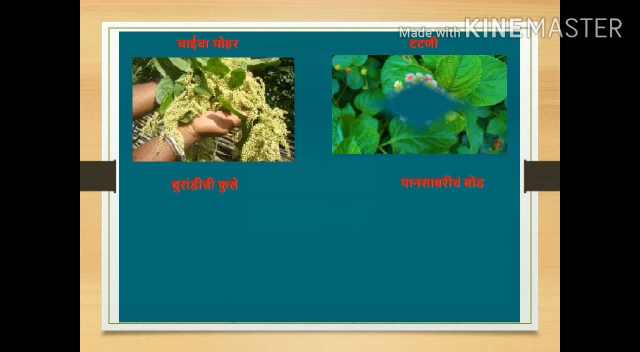 Made with KINEMASTER
चाईचा मोहर
टटणी
बुरांडीची फुले
पानसाबरीचं बोंड